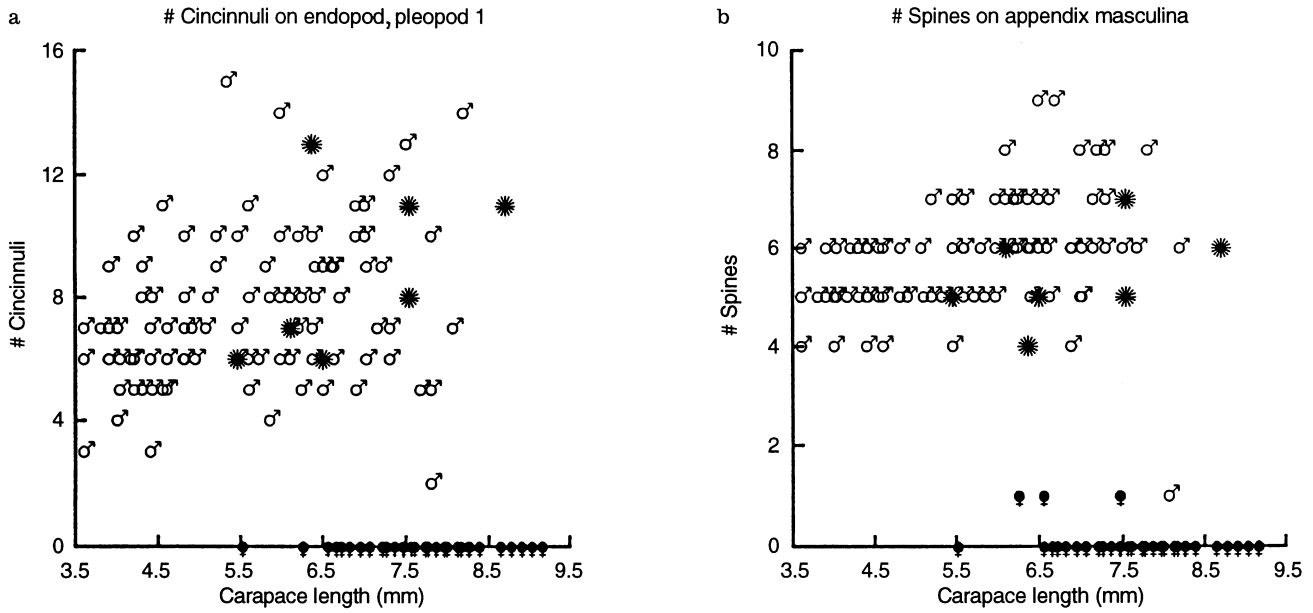 a # Cincinnuli on endopod, pleopod 1
16
12
8
4
0
# Cincinnuli
3.5 4.5 5.5 6.5 7.5 8.5 9.5
Carapace length (mm)
b # Spines on appendix masculina
10
8
6
4
2
0
# Spines
3.5 4.5 5.5 6.5 7.5 8.5 9.5
Carapace length (mm)